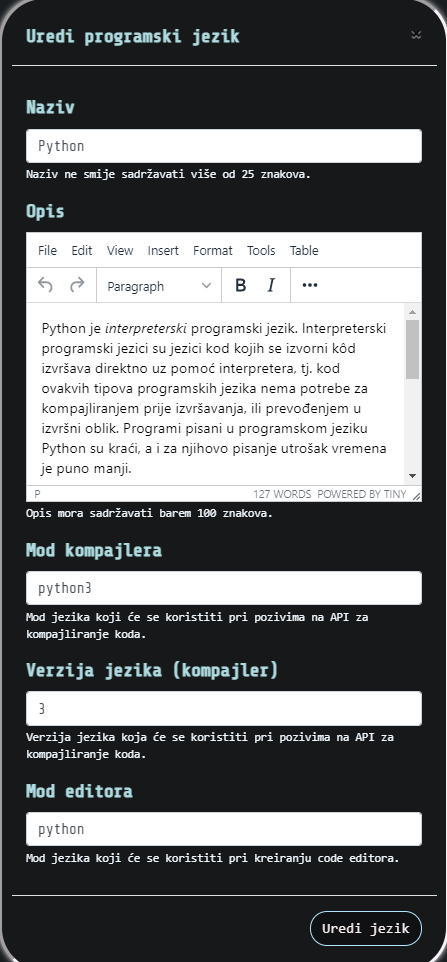 Uredi programski jezik
Naziv
Python
Naziv ne smije sadržavati više od 25 znakova.
Opis
File Edit View Insert Format Tools Table
Paragraph B I
Python je interpreterski programski jezik. Interpreterski
programski jezici su jezici kod kojih se izvorni kôd
izvršava direktno uz pomoć interpretera, tj. kod
ovakvih tipova programskih jezika nema potrebe za
kompajliranjem prije izvršavanja, ili prevođenjem u
izvršni oblik. Programi pisani u programskom jeziku
Python su kraći, a i za njihovo pisanje utrošak vremena
je puno manji.
P 127 WORDS POWERED BY TINY
Opis mora sadržavati barem 100 znakova.
Mod kompajlera
python3
Mod jezika koji će se koristiti pri pozivima na API za
kompajliranje koda.
Verzija jezika (kompajler)
3
Verzija jezika koja će se koristiti pri pozivima na API za
kompajliranje koda.
Mod editora
python
Mod jezika koji će se koristiti pri kreiranju code editora.
Uredi jezik